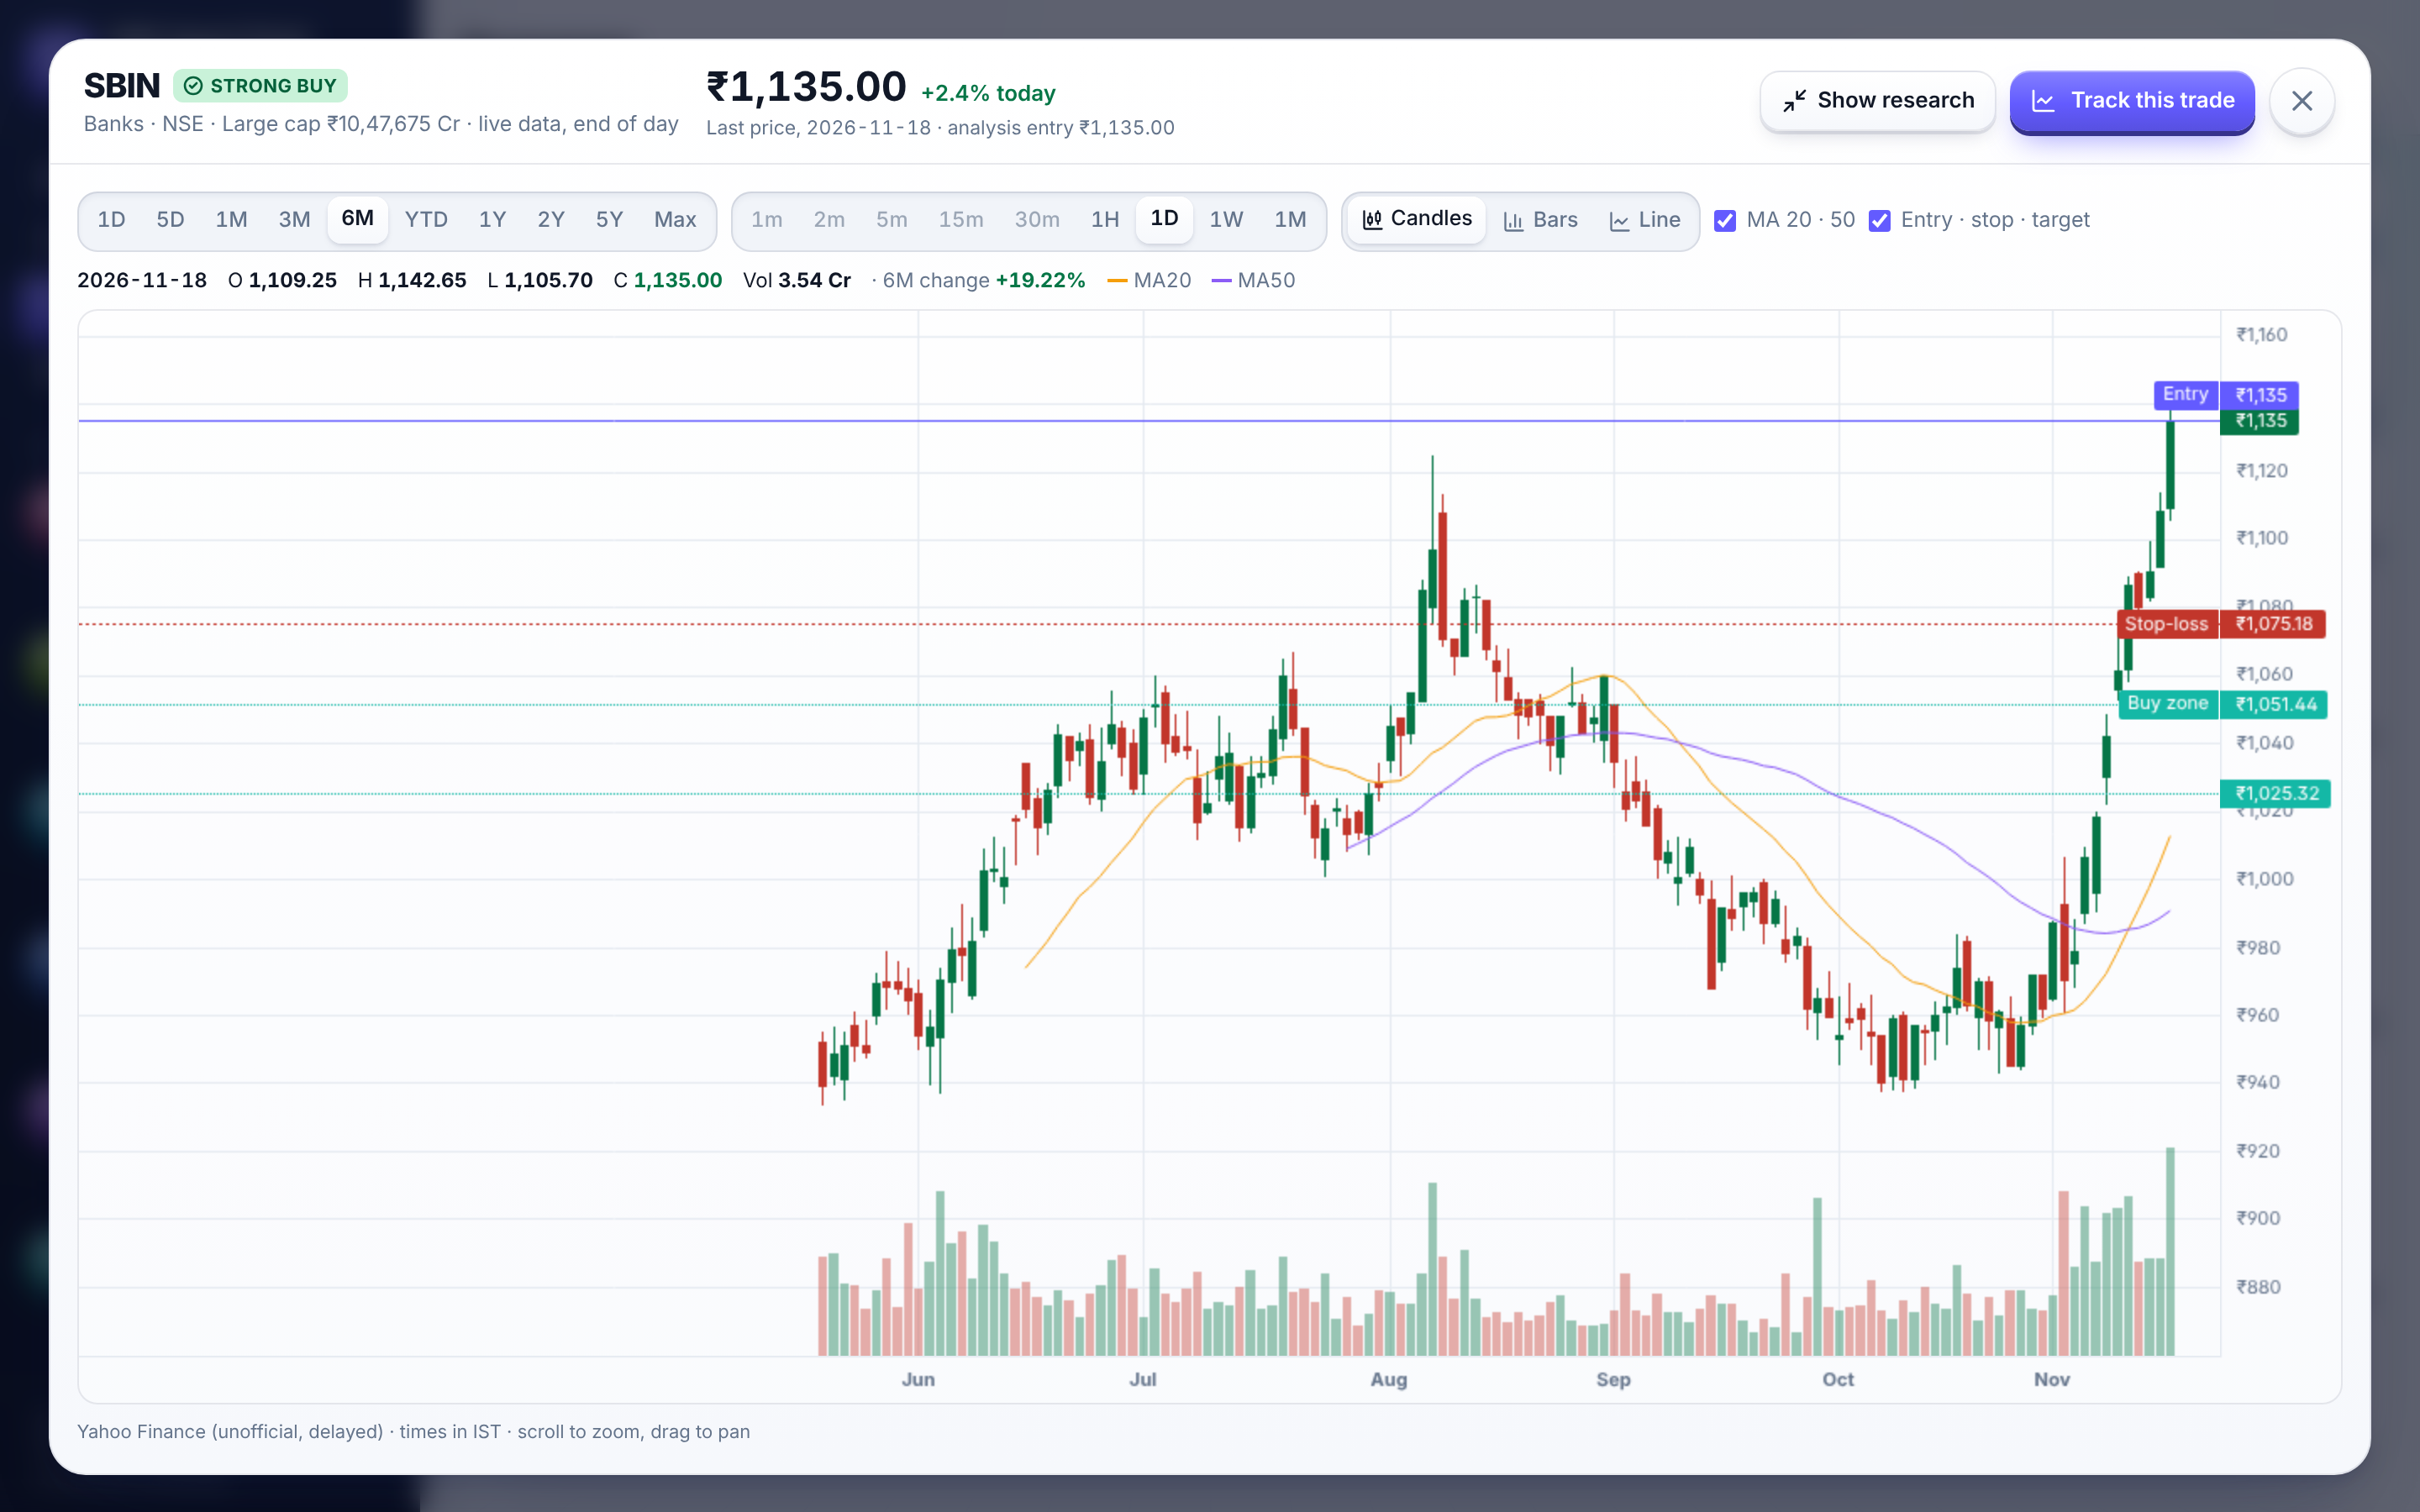 SBIN STRONG BUY
Banks · NSE · Large cap ₹10,47,675 Cr · live data, end of day
₹1,135.00 +2.4% today
Last price, 2026-11-18 · analysis entry ₹1,135.00
Show research
Track this trade
1D 5D 1M 3M 6M YTD 1Y 2Y 5Y Max
1m 2m 5m 15m 30m 1H 1D 1W 1M
Candles Bars Line
MA 20 · 50 Entry · stop · target
2026-11-18 O 1,109.25 H 1,142.65 L 1,105.70 C 1,135.00 Vol 3.54 Cr · 6M change +19.22% MA20 MA50
₹1,160
Entry ₹1,135
₹1,135
₹1,120
₹1,100
₹1,080
Stop-loss ₹1,075.18
₹1,060
Buy zone ₹1,051.44
₹1,040
₹1,025.32
₹1,020
₹1,000
₹980
₹960
₹940
₹920
₹900
₹880
Jun Jul Aug Sep Oct Nov
Yahoo Finance (unofficial, delayed) · times in IST · scroll to zoom, drag to pan